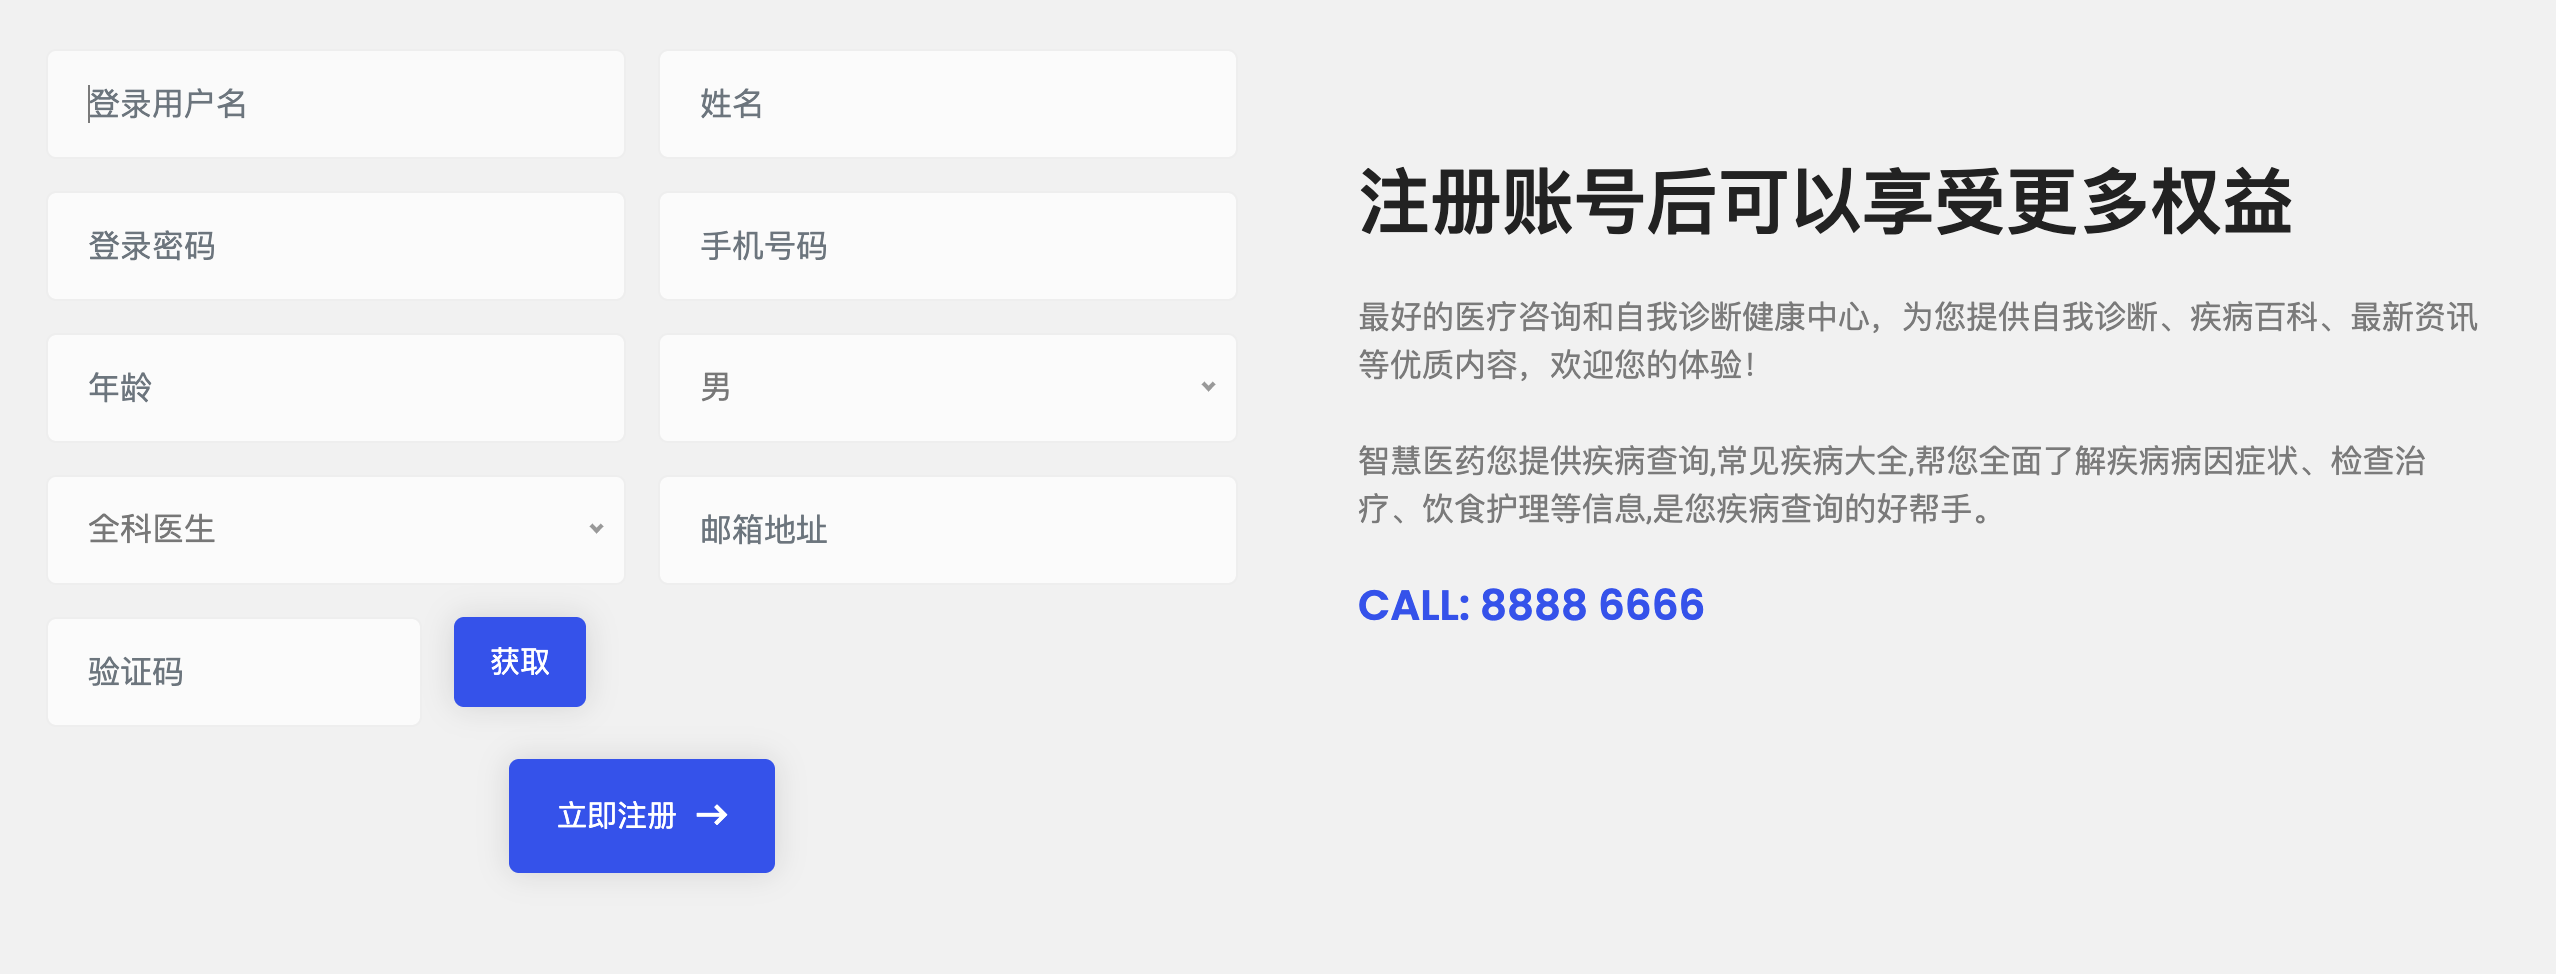 登录用户名
姓名
登录密码
手机号码
年龄
男
全科医生
邮箱地址
验证码
获取
立即注册 →
注册账号后可以享受更多权益
最好的医疗咨询和自我诊断健康中心，为您提供自我诊断、疾病百科、最新资讯
等优质内容，欢迎您的体验！
智慧医药您提供疾病查询,常见疾病大全,帮您全面了解疾病病因症状、检查治
疗、饮食护理等信息,是您疾病查询的好帮手。
CALL: 8888 6666